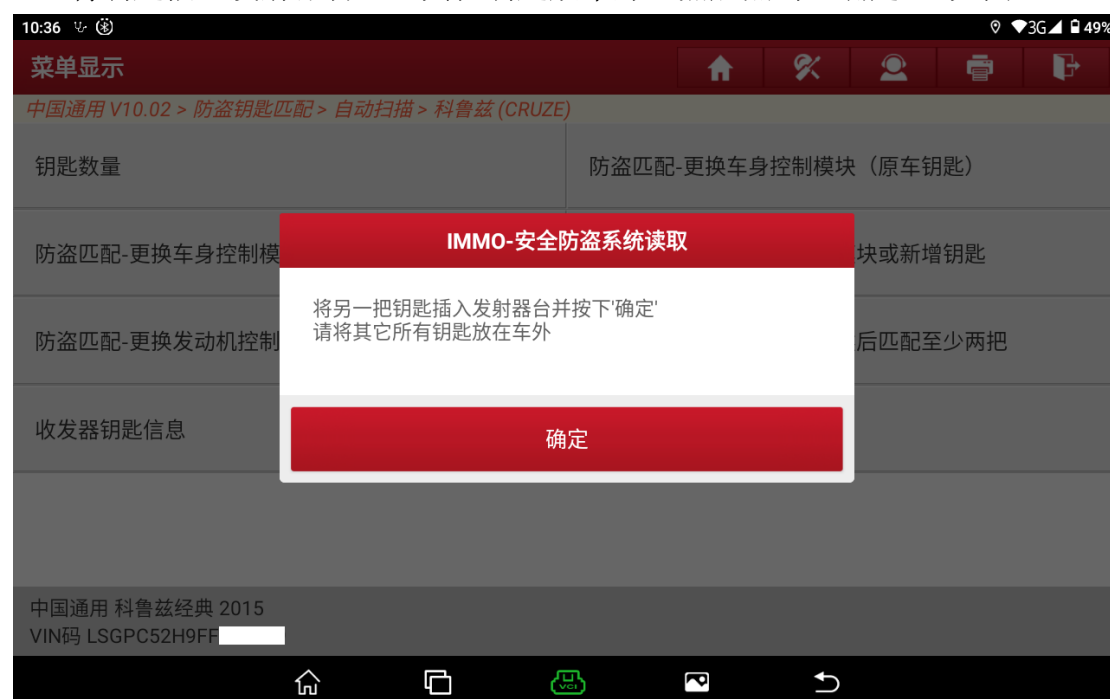 10:36
3G 49%
菜单显示
中国通用 V10.02 > 防盗钥匙匹配 > 自动扫描 > 科鲁兹 (CRUZE)
钥匙数量
防盗匹配-更换车身控制模块（原车钥匙）
防盗匹配-更换车身控制模
块或新增钥匙
IMMO-安全防盗系统读取
将另一把钥匙插入发射器台并按下'确定'
请将其它所有钥匙放在车外
防盗匹配-更换发动机控制
后匹配至少两把
收发器钥匙信息
确定
中国通用 科鲁兹经典 2015
VIN码 LSGPC52H9FF
VCI